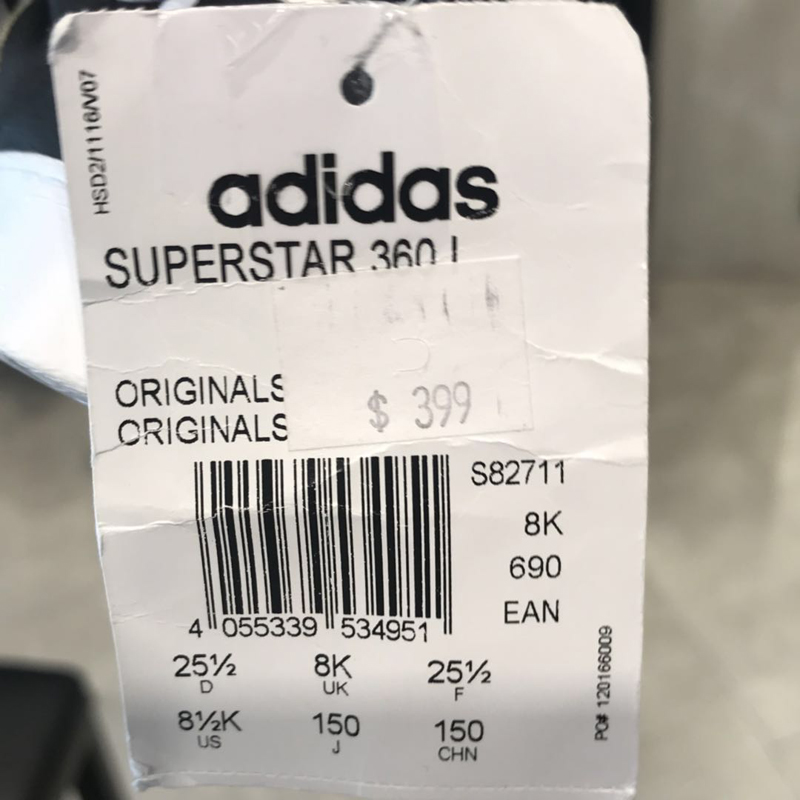 HSD2/1116/V07
adidas
SUPERSTAR 360 I
$ 399
ORIGINALS
ORIGINALS
S82711
8K
690
EAN
4 055339 534951
25½ 8K 25½
D UK F
8½K 150 150
US J CHN
PO# 120166009